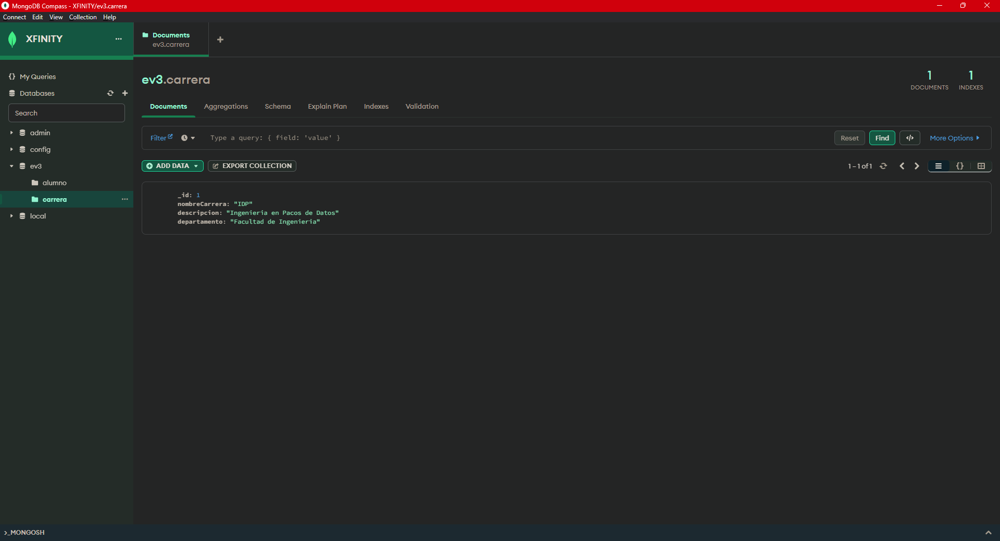 MongoDB Compass - XFINITY/ev3.carrera
Connect Edit View Collection Help
XFINITY
Documents
ev3.carrera
My Queries
Databases
Search
admin
config
ev3
alumno
carrera
local
ev3.carrera
1
DOCUMENTS
1
INDEXES
Documents Aggregations Schema Explain Plan Indexes Validation
Filter Type a query: { field: 'value' } Reset Find </> More Options
ADD DATA EXPORT COLLECTION 1 – 1 of 1 {}
_id: 1
nombreCarrera: "IDP"
descripcion: "Ingenieria en Pacos de Datos"
departamento: "Facultad de Ingenieria"
>_MONGOSH